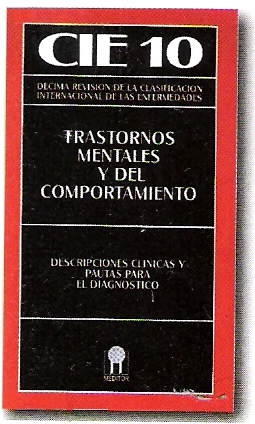 CIE 10
DECIMA REVISION DE LA CLASIFICACION
INTERNACIONAL DE LAS ENFERMEDADES
TRASTORNOS
MENTALES
Y DEL
COMPORTAMIENTO
DESCRIPCIONES CLINICAS Y
PAUTAS PARA
EL DIAGNOSTICO
MEDITOR